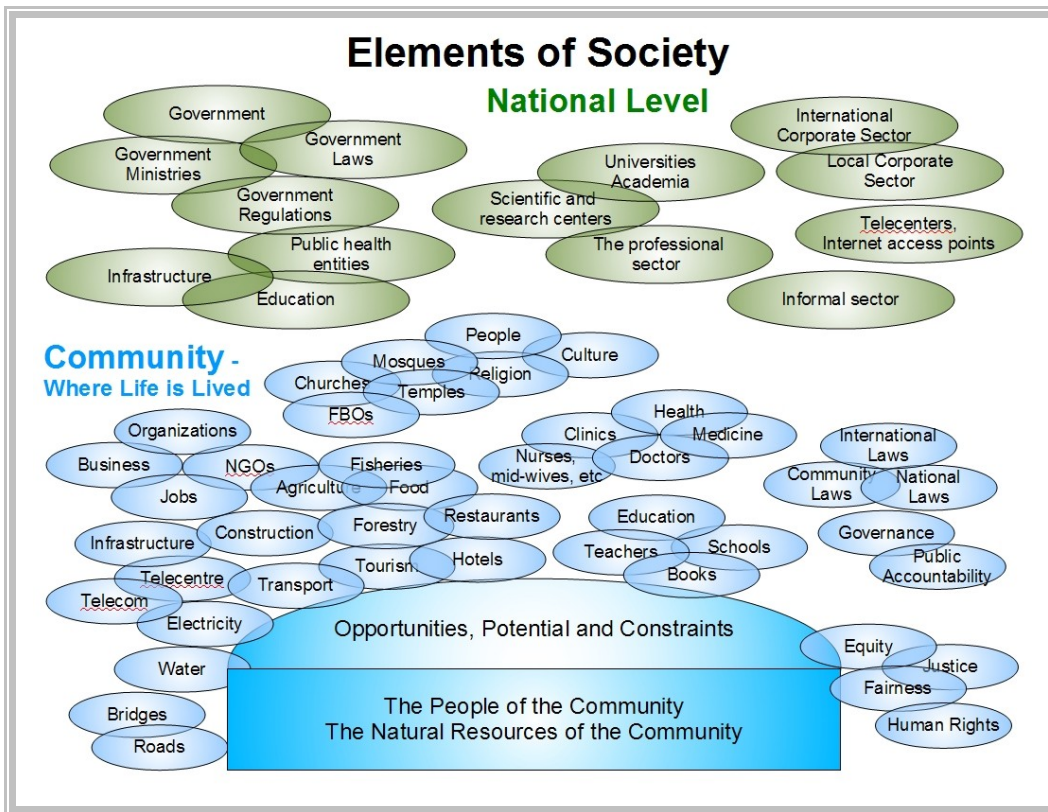 Elements of Society
National Level
Government
Government
Laws
Government
Ministries
Government
Regulations
Public health
entities
Infrastructure
Education
Universities
Academia
Scientific and
research centers
The professional
sector
International
Corporate Sector
Local Corporate
Sector
Telecenters,
Internet access points
Informal sector
Community -
Where Life is Lived
People
Mosques
Culture
Religion
Churches
Temples
FBOs
Organizations
Business
NGOs
Jobs
Fisheries
Agriculture
Food
Construction
Forestry
Restaurants
Infrastructure
Tourism
Hotels
Telecentre
Transport
Telecom
Electricity
Water
Bridges
Roads
Health
Clinics
Medicine
Nurses,
mid-wives, etc
Doctors
Education
Teachers
Schools
Books
International
Laws
Community
Laws
National
Laws
Governance
Public
Accountability
Equity
Justice
Fairness
Human Rights
Opportunities, Potential and Constraints
The People of the Community
The Natural Resources of the Community